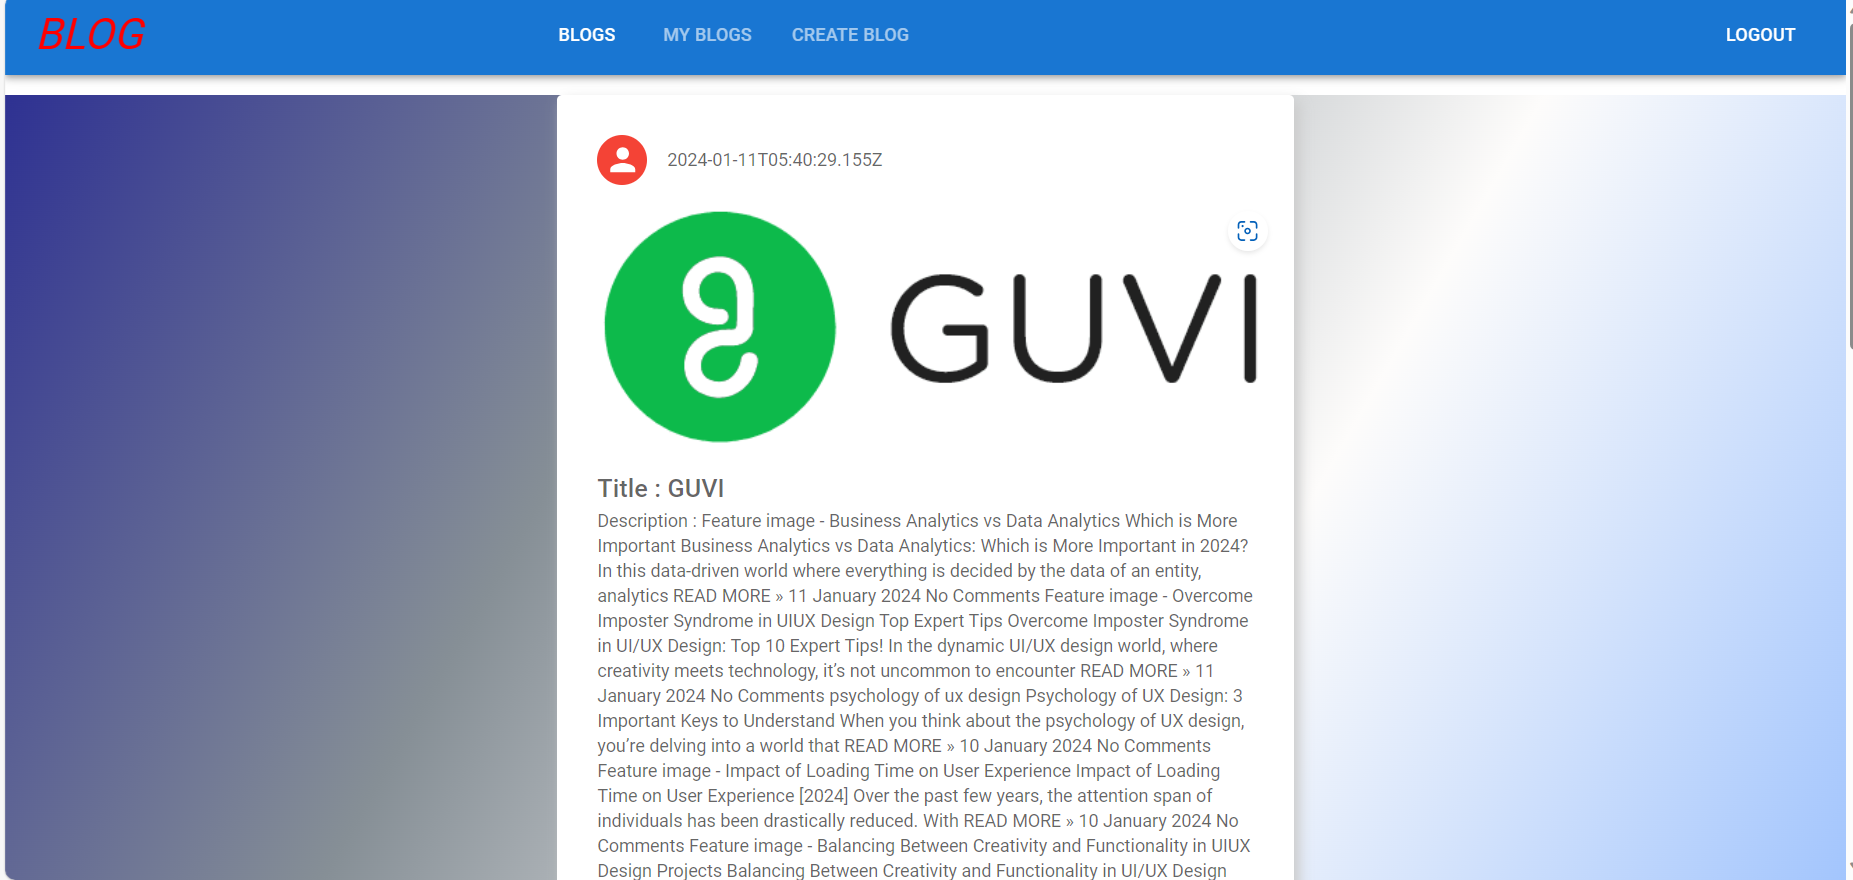 BLOG
BLOGS MY BLOGS CREATE BLOG LOGOUT
2024-01-11T05:40:29.155Z
g GUVI
Title : GUVI
Description : Feature image - Business Analytics vs Data Analytics Which is More
Important Business Analytics vs Data Analytics: Which is More Important in 2024?
In this data-driven world where everything is decided by the data of an entity,
analytics READ MORE » 11 January 2024 No Comments Feature image - Overcome
Imposter Syndrome in UIUX Design Top Expert Tips Overcome Imposter Syndrome
in UI/UX Design: Top 10 Expert Tips! In the dynamic UI/UX design world, where
creativity meets technology, it’s not uncommon to encounter READ MORE » 11
January 2024 No Comments psychology of ux design Psychology of UX Design: 3
Important Keys to Understand When you think about the psychology of UX design,
you’re delving into a world that READ MORE » 10 January 2024 No Comments
Feature image - Impact of Loading Time on User Experience Impact of Loading
Time on User Experience [2024] Over the past few years, the attention span of
individuals has been drastically reduced. With READ MORE » 10 January 2024 No
Comments Feature image - Balancing Between Creativity and Functionality in UIUX
Design Projects Balancing Between Creativity and Functionality in UI/UX Design